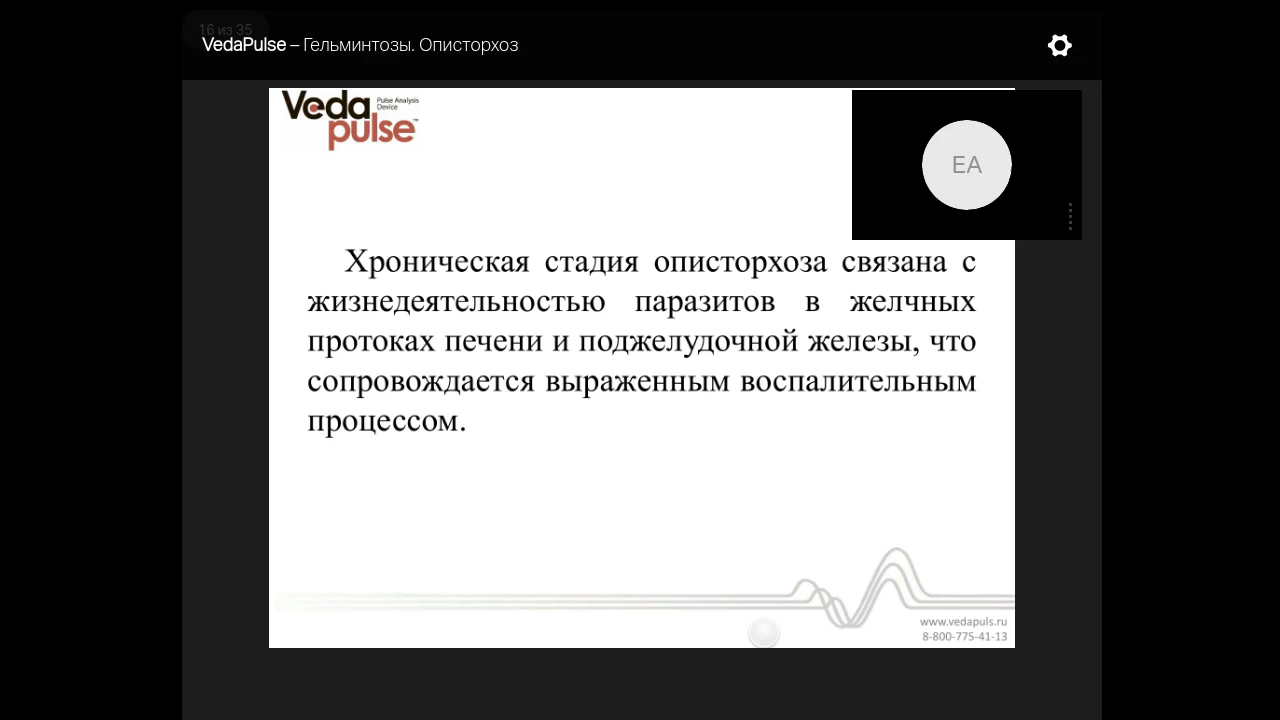 16 из 35
VedaPulse – Гельминтозы. Описторхоз
Veda
Pulse Analysis
Device
pulse™
EA
Хроническая стадия описторхоза связана с
жизнедеятельностью паразитов в желчных
протоках печени и поджелудочной железы, что
сопровождается выраженным воспалительным
процессом.
www.vedapuls.ru
8-800-775-41-13